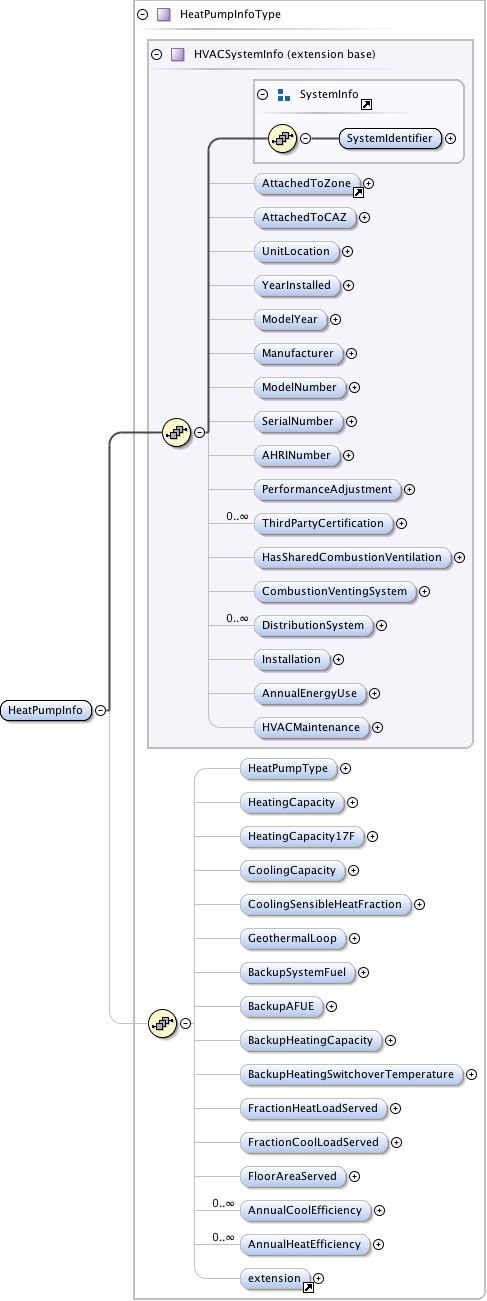 HeatPumpInfoType
HVACSystemInfo (extension base)
SystemInfo
SystemIdentifier
AttachedToZone
AttachedToCAZ
UnitLocation
YearInstalled
ModelYear
Manufacturer
ModelNumber
SerialNumber
AHRINumber
PerformanceAdjustment
0..∞ ThirdPartyCertification
HasSharedCombustionVentilation
CombustionVentingSystem
0..∞ DistributionSystem
Installation
AnnualEnergyUse
HVACMaintenance
HeatPumpInfo
HeatPumpType
HeatingCapacity
HeatingCapacity17F
CoolingCapacity
CoolingSensibleHeatFraction
GeothermalLoop
BackupSystemFuel
BackupAFUE
BackupHeatingCapacity
BackupHeatingSwitchoverTemperature
FractionHeatLoadServed
FractionCoolLoadServed
FloorAreaServed
0..∞ AnnualCoolEfficiency
0..∞ AnnualHeatEfficiency
extension